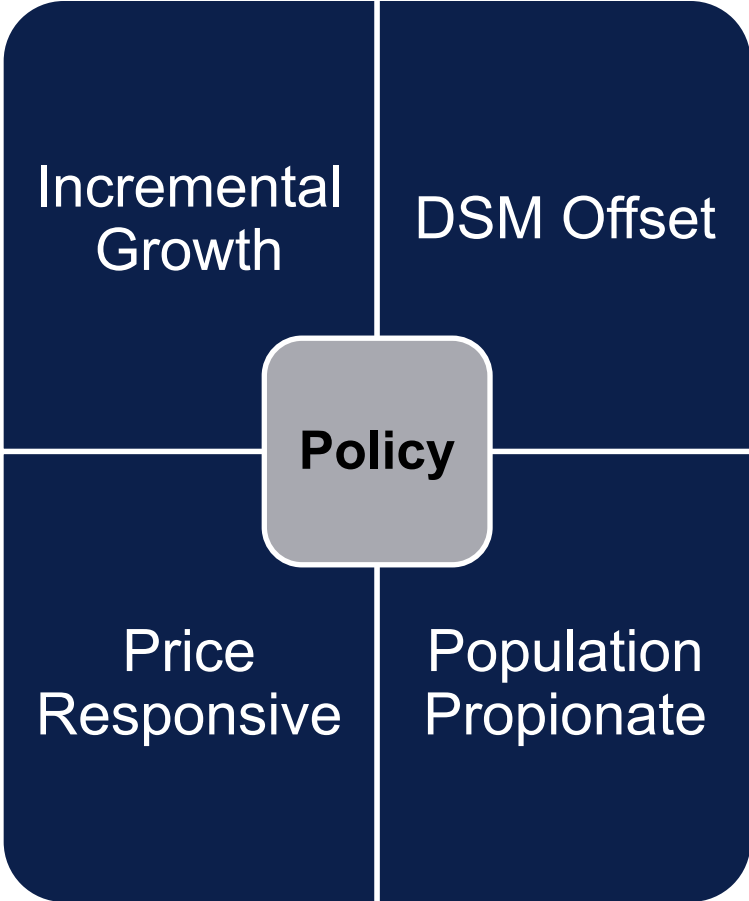 Incremental
Growth
DSM Offset
Policy
Price
Responsive
Population
Propionate